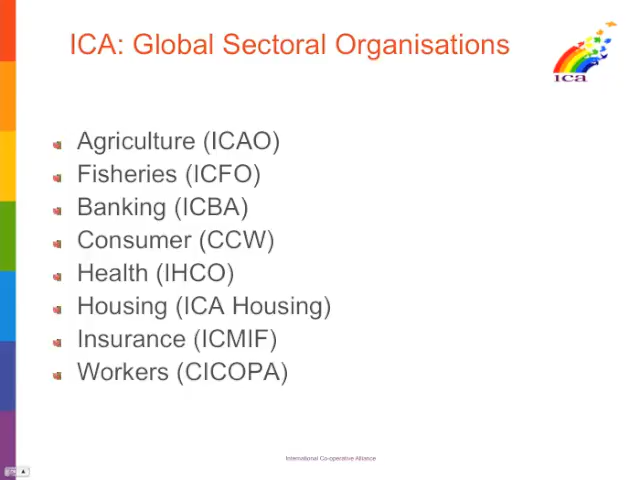 ICA: Global Sectoral Organisations
ica
Agriculture (ICAO)
Fisheries (ICFO)
Banking (ICBA)
Consumer (CCW)
Health (IHCO)
Housing (ICA Housing)
Insurance (ICMIF)
Workers (CICOPA)
International Co-operative Alliance